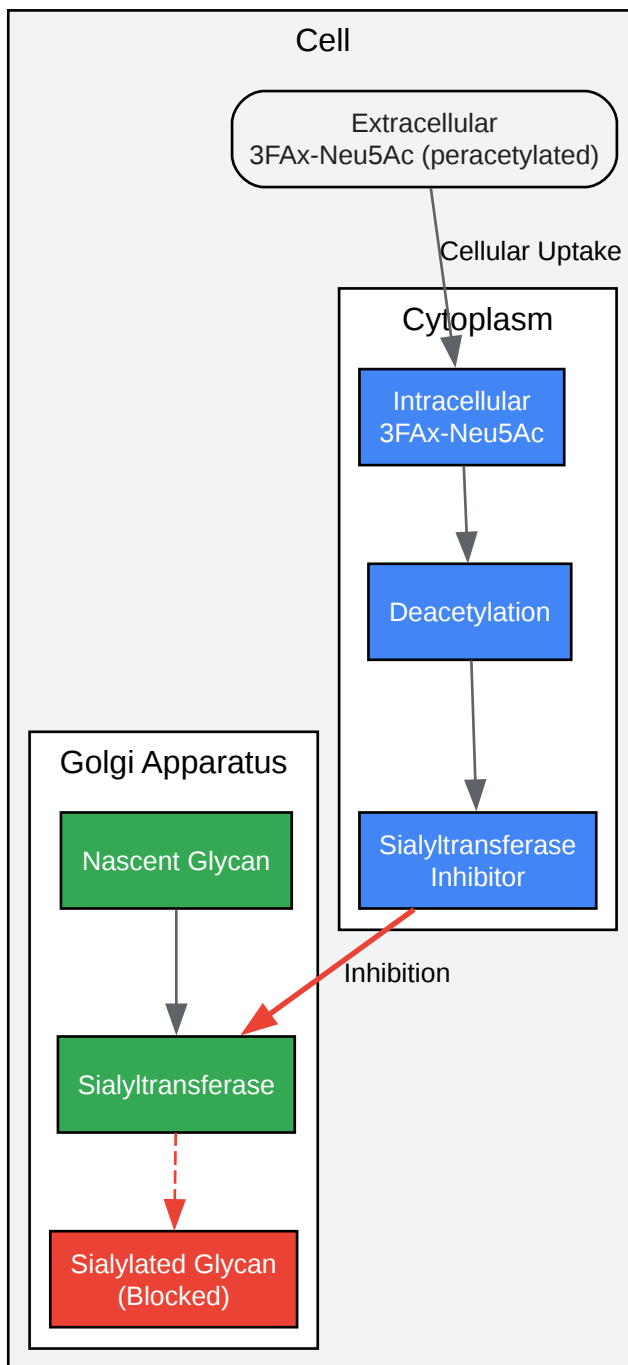 Cell
Extracellular
3FAx-Neu5Ac (peracetylated)
Cellular Uptake
Cytoplasm
Intracellular
3FAx-Neu5Ac
Deacetylation
Sialyltransferase
Inhibitor
Inhibition
Golgi Apparatus
Nascent Glycan
Sialyltransferase
Sialylated Glycan
(Blocked)